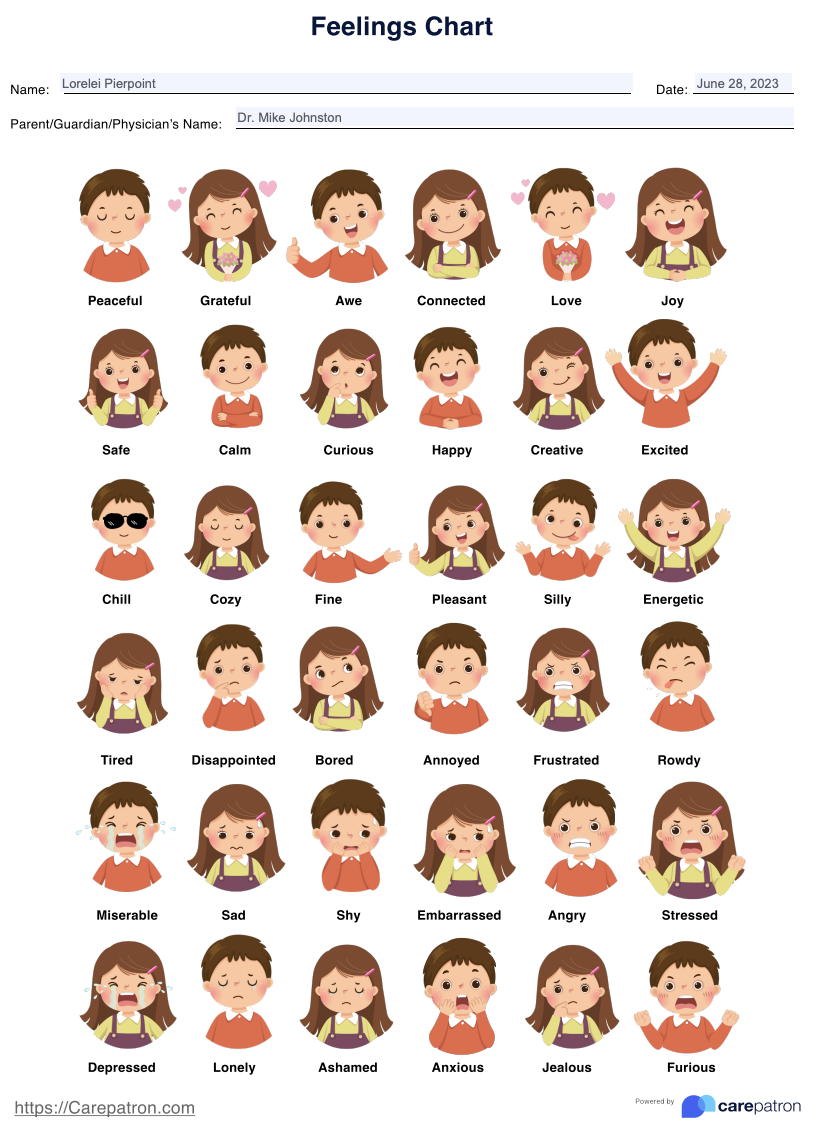 Feelings Chart
Name: Lorelei Pierpoint Date: June 28, 2023
Parent/Guardian/Physician's Name: Dr. Mike Johnston
Peaceful Grateful Awe Connected Love Joy
Safe Calm Curious Happy Creative Excited
Chill Cozy Fine Pleasant Silly Energetic
Tired Disappointed Bored Annoyed Frustrated Rowdy
Miserable Sad Shy Embarrassed Angry Stressed
Depressed Lonely Ashamed Anxious Jealous Furious
https://Carepatron.com Powered by carepatron